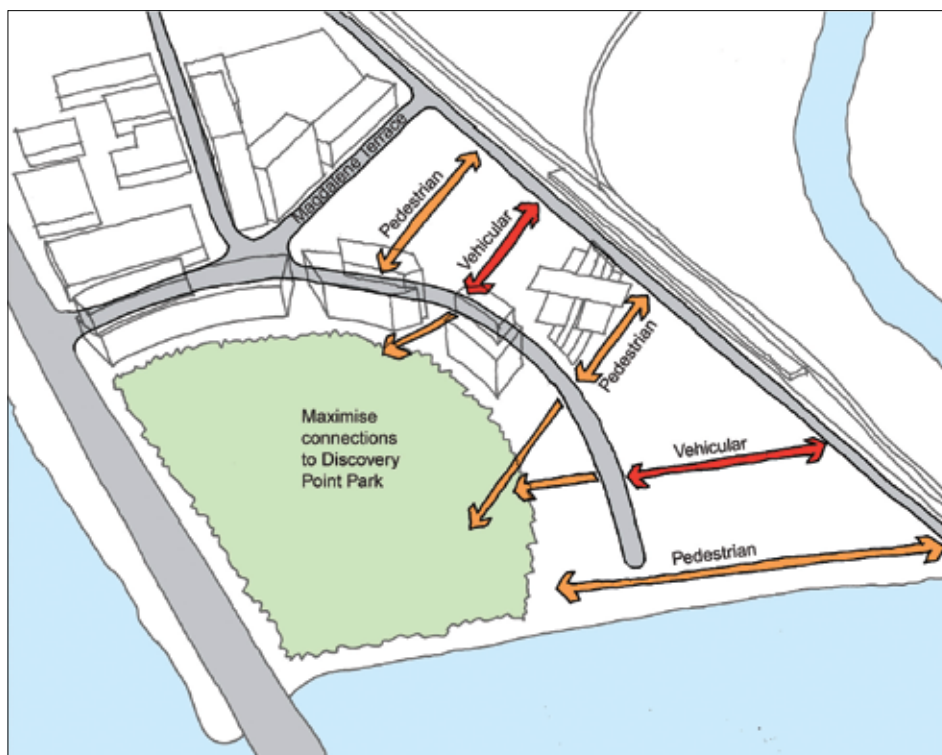 Magdalene Terrace
Pedestrian
Vehicular
Pedestrian
Maximise
connections
to Discovery
Point Park
Vehicular
Pedestrian